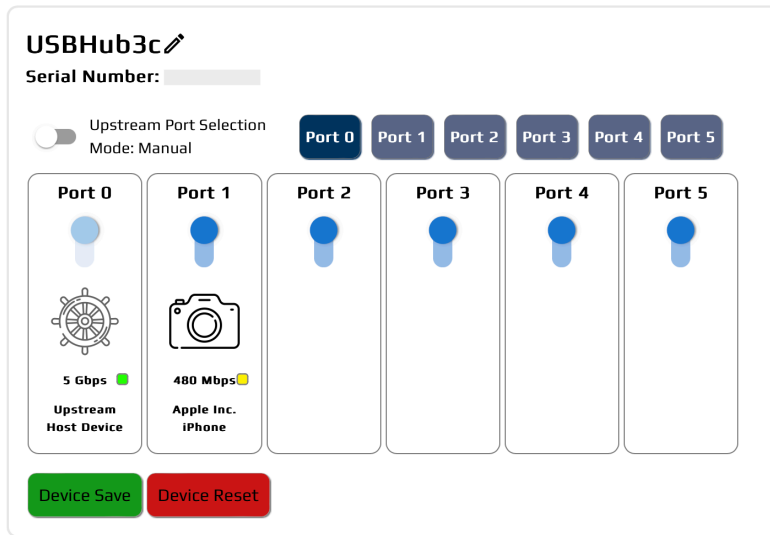 USBHub3c
Serial Number:
Upstream Port Selection
Mode: Manual
Port 0
Port 1
Port 2
Port 3
Port 4
Port 5
Port 0
Port 1
Port 2
Port 3
Port 4
Port 5
5 Gbps
Upstream
Host Device
480 Mbps
Apple Inc.
iPhone
Device Save
Device Reset